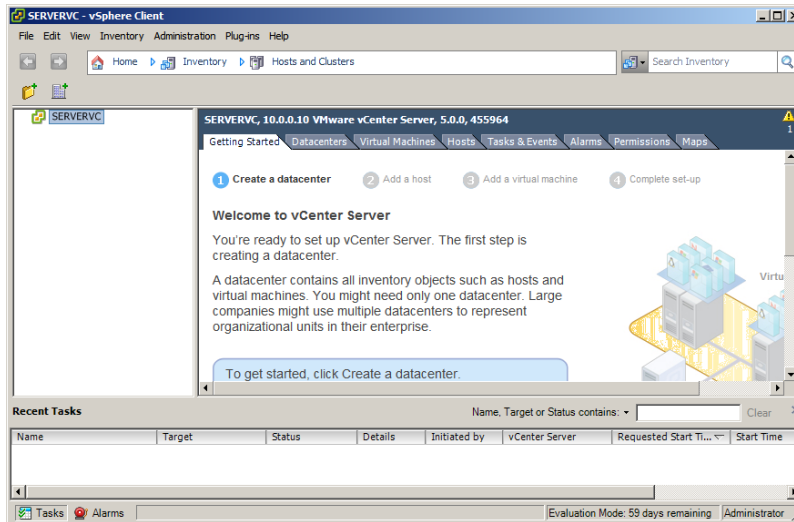 SERVERVC - vSphere Client
File Edit View Inventory Administration Plug-ins Help
Home Inventory Hosts and Clusters Search Inventory
SERVERVC
SERVERVC, 10.0.0.10 VMware vCenter Server, 5.0.0, 455964
1
Getting Started Datacenters Virtual Machines Hosts Tasks & Events Alarms Permissions Maps
1 Create a datacenter 2 Add a host 3 Add a virtual machine 4 Complete set-up
Welcome to vCenter Server
You're ready to set up vCenter Server. The first step is
creating a datacenter.
A datacenter contains all inventory objects such as hosts and
virtual machines. You might need only one datacenter. Large
companies might use multiple datacenters to represent
organizational units in their enterprise.
Virtu
To get started, click Create a datacenter.
Recent Tasks Name, Target or Status contains: Clear
Name Target Status Details Initiated by vCenter Server Requested Start Ti... Start Time
Tasks Alarms Evaluation Mode: 59 days remaining Administrator